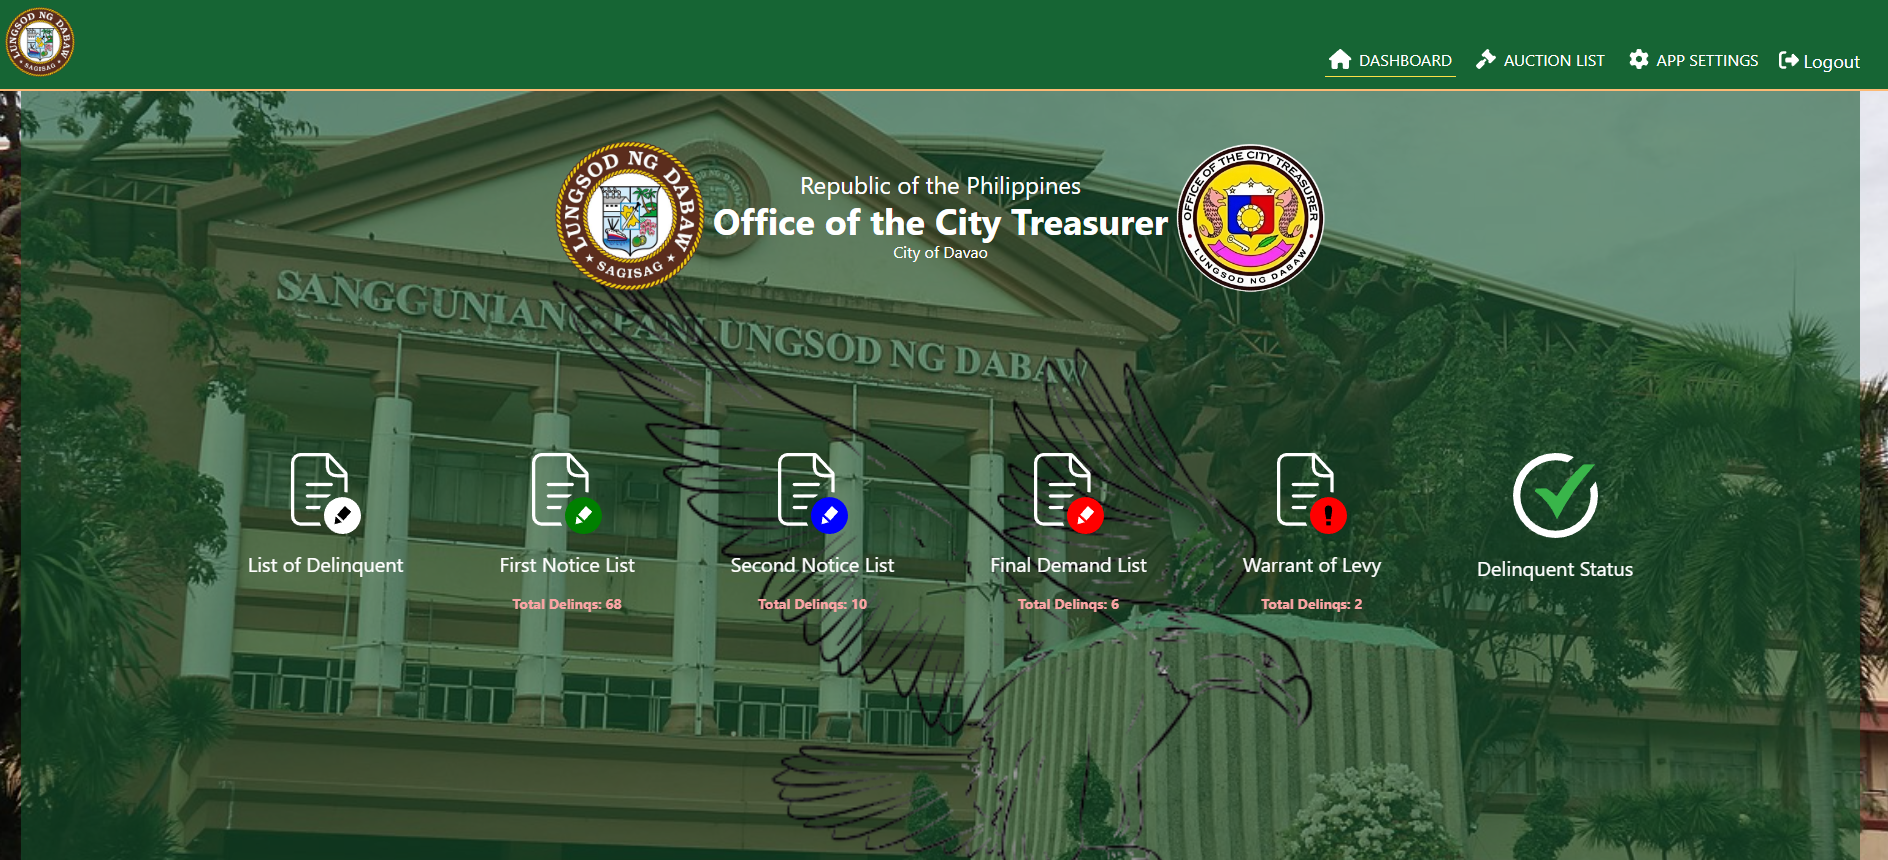 LUNGSOD NG DABAW
SAGISAG
DASHBOARD
AUCTION LIST
APP SETTINGS
Logout
LUNGSOD NG DABAW
SAGISAG
Republic of the Philippines
Office of the City Treasurer
City of Davao
OFFICE OF THE CITY TREASURER
LUNGSOD NG DABAW
SANGGUNIANG PANLUNGSOD NG DABAW
List of Delinquent
First Notice List
Total Delinqs: 68
Second Notice List
Total Delinqs: 10
Final Demand List
Total Delinqs: 6
Warrant of Levy
Total Delinqs: 2
Delinquent Status